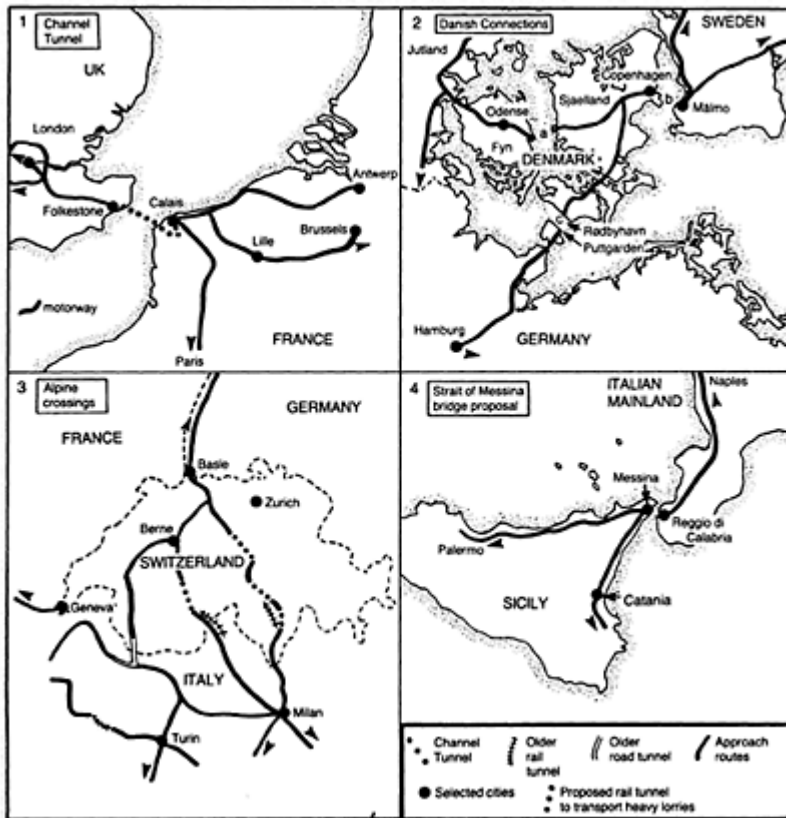 1
Channel
Tunnel
UK
London
Folkestone
Calais
Antwerp
Brussels
Lille
motorway
FRANCE
Paris
2
Danish Connections
SWEDEN
Jutland
Copenhagen
Sjaelland
b
Malmo
Odense
a
Fyn
DENMARK
c
Rødbyhavn
Puttgarden
Hamburg
GERMANY
3
Alpine
crossings
GERMANY
FRANCE
Basle
Zurich
Berne
SWITZERLAND
Geneva
ITALY
Milan
Turin
4
Strait of Messina
bridge proposal
ITALIAN
MAINLAND
Naples
Messina
Reggio di
Calabria
Palermo
SICILY
Catania
Channel
Tunnel
Older
rail
tunnel
Older
road tunnel
Approach
routes
Selected cities
Proposed rail tunnel
to transport heavy lorries